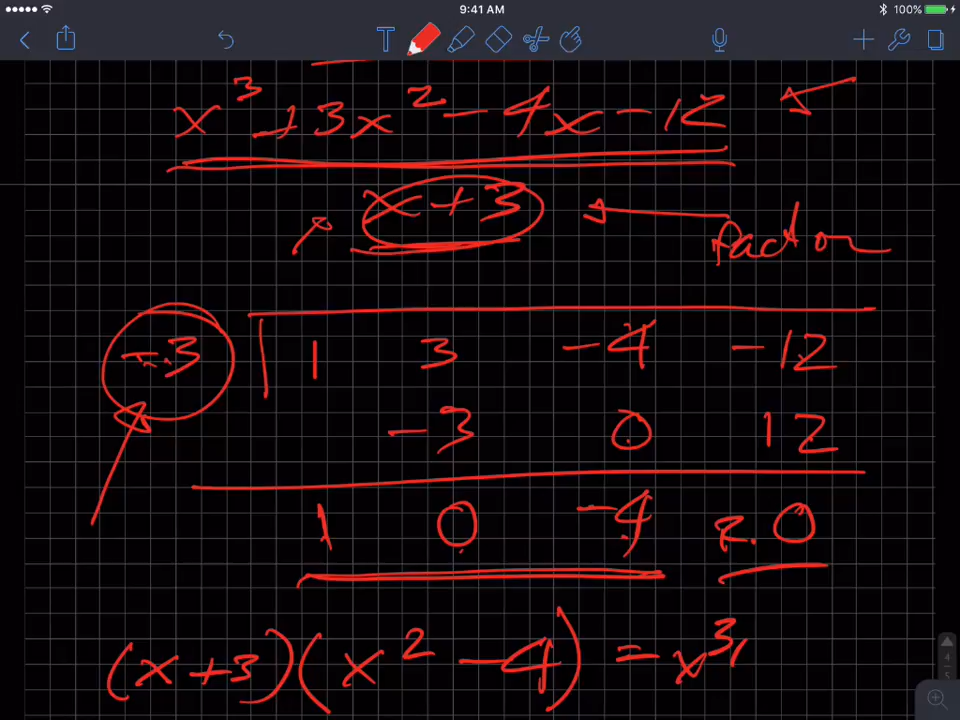 9:41 AM
100%
T
x³ + 3x² - 4x - 12
x + 3
factor
-3 | 1 3 -4 -12
-3 0 12
1 0 -4 R. 0
(x + 3)(x² - 4) = x³